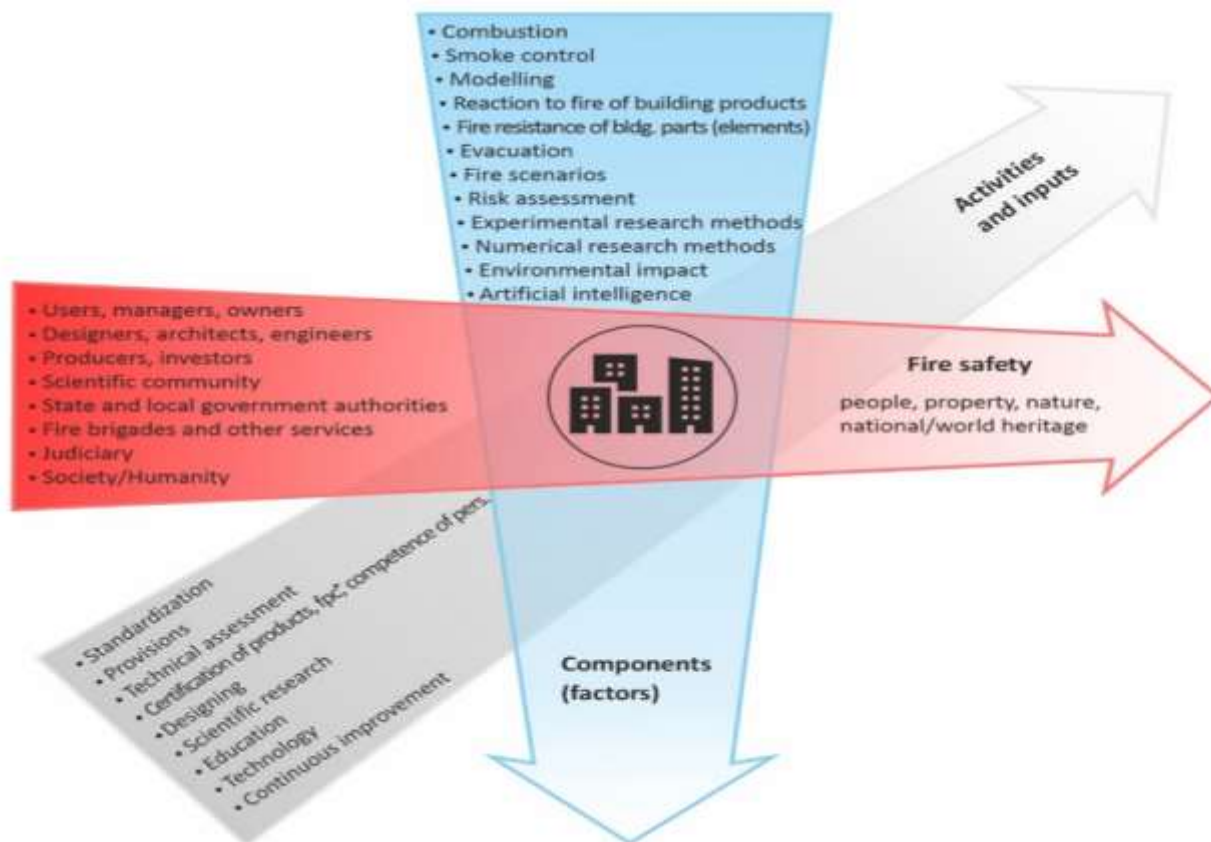 • Combustion
• Smoke control
• Modelling
• Reaction to fire of building products
• Fire resistance of bldg. parts (elements)
• Evacuation
• Fire scenarios
• Risk assessment
• Experimental research methods
• Numerical research methods
• Environmental impact
• Artificial intelligence
Activities
and inputs
• Users, managers, owners
• Designers, architects, engineers
• Producers, investors
• Scientific community
• State and local government authorities
• Fire brigades and other services
• Judiciary
• Society/Humanity
Fire safety
people, property, nature,
national/world heritage
• Standardization
• Provisions
• Technical assessment
• Certification of products, fpc, competence of pers.
• Designing
• Scientific research
• Education
• Technology
• Continuous improvement
Components
(factors)